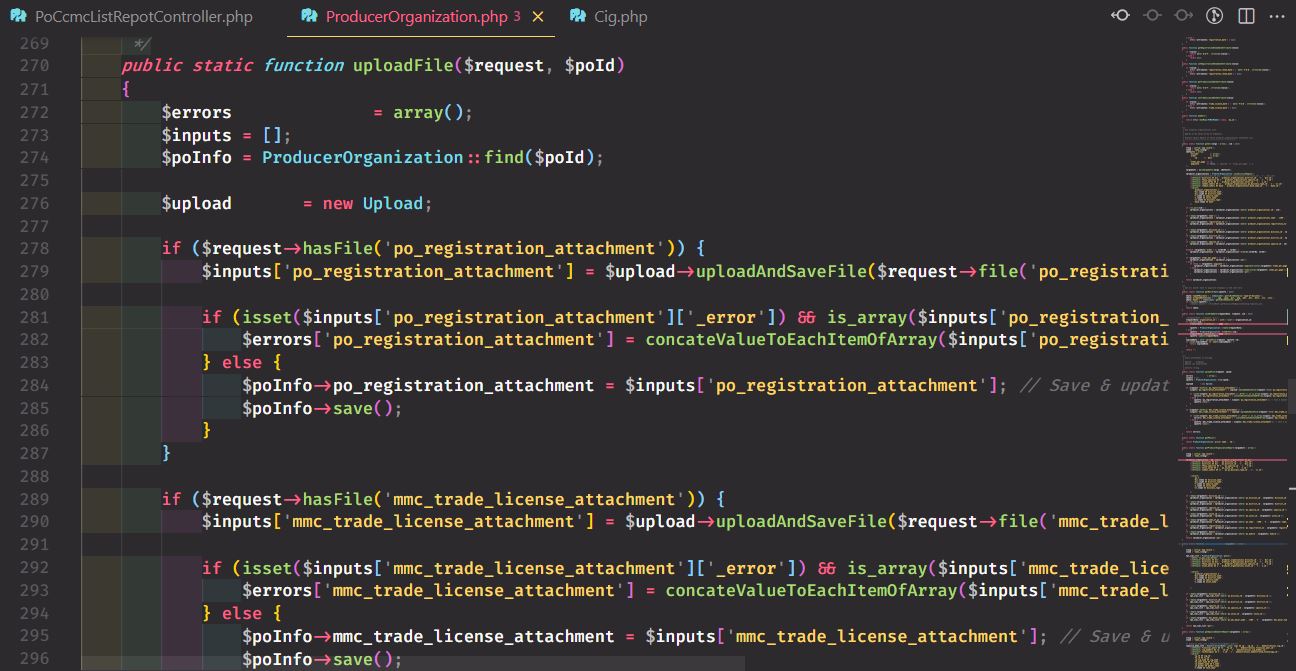 PoCcmcListRepotController.php ProducerOrganization.php 3 Cig.php
269 */
270 public static function uploadFile($request, $poId)
271 {
272 $errors = array();
273 $inputs = [];
274 $poInfo = ProducerOrganization::find($poId);
275
276 $upload = new Upload;
277
278 if ($request->hasFile('po_registration_attachment')) {
279 $inputs['po_registration_attachment'] = $upload->uploadAndSaveFile($request->file('po_registrati
280
281 if (isset($inputs['po_registration_attachment']['_error']) && is_array($inputs['po_registration_
282 $errors['po_registration_attachment'] = concateValueToEachItemOfArray($inputs['po_registrati
283 } else {
284 $poInfo->po_registration_attachment = $inputs['po_registration_attachment']; // Save & updat
285 $poInfo->save();
286 }
287 }
288
289 if ($request->hasFile('mmc_trade_license_attachment')) {
290 $inputs['mmc_trade_license_attachment'] = $upload->uploadAndSaveFile($request->file('mmc_trade_l
291
292 if (isset($inputs['mmc_trade_license_attachment']['_error']) && is_array($inputs['mmc_trade_lice
293 $errors['mmc_trade_license_attachment'] = concateValueToEachItemOfArray($inputs['mmc_trade_l
294 } else {
295 $poInfo->mmc_trade_license_attachment = $inputs['mmc_trade_license_attachment']; // Save & u
296 $poInfo->save();